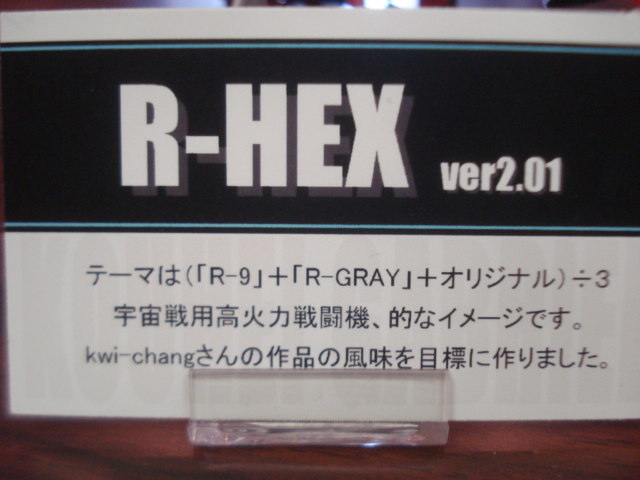 R-HEX ver2.01
テーマは(「R-9」+「R-GRAY」+オリジナル)÷3
宇宙戦用高火力戦闘機、的なイメージです。
kwi-changさんの作品の風味を目標に作りました。